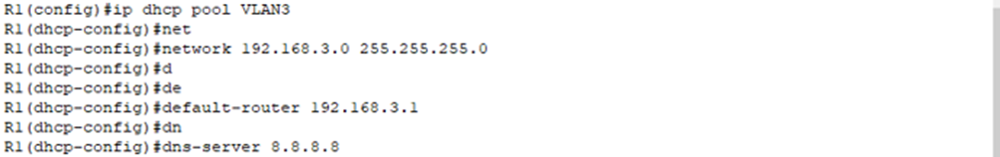 R1(config)#ip dhcp pool VLAN3
R1(dhcp-config)#net
R1(dhcp-config)#network 192.168.3.0 255.255.255.0
R1(dhcp-config)#d
R1(dhcp-config)#de
R1(dhcp-config)#default-router 192.168.3.1
R1(dhcp-config)#dn
R1(dhcp-config)#dns-server 8.8.8.8